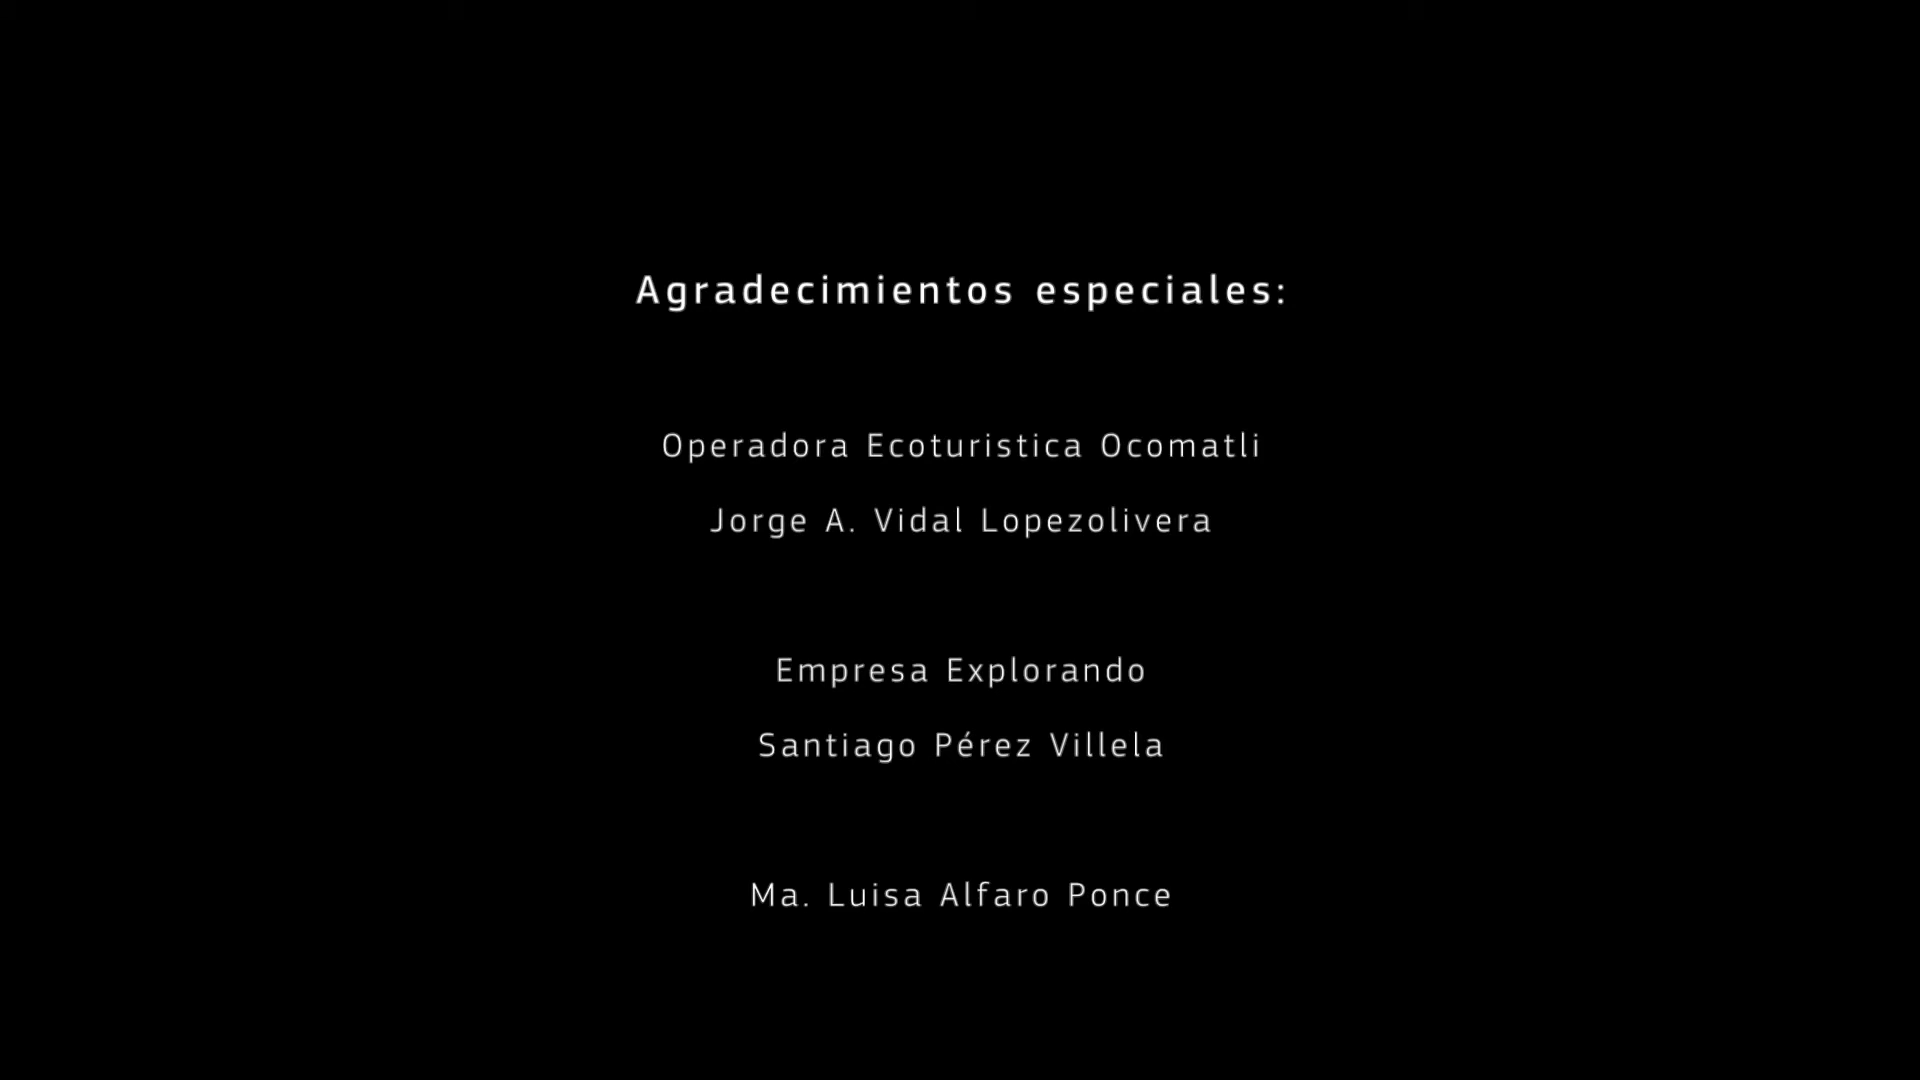 Agradecimientos especiales:
Operadora Ecoturistica Ocomatli
Jorge A. Vidal Lopezolivera
Empresa Explorando
Santiago Pérez Villela
Ma. Luisa Alfaro Ponce